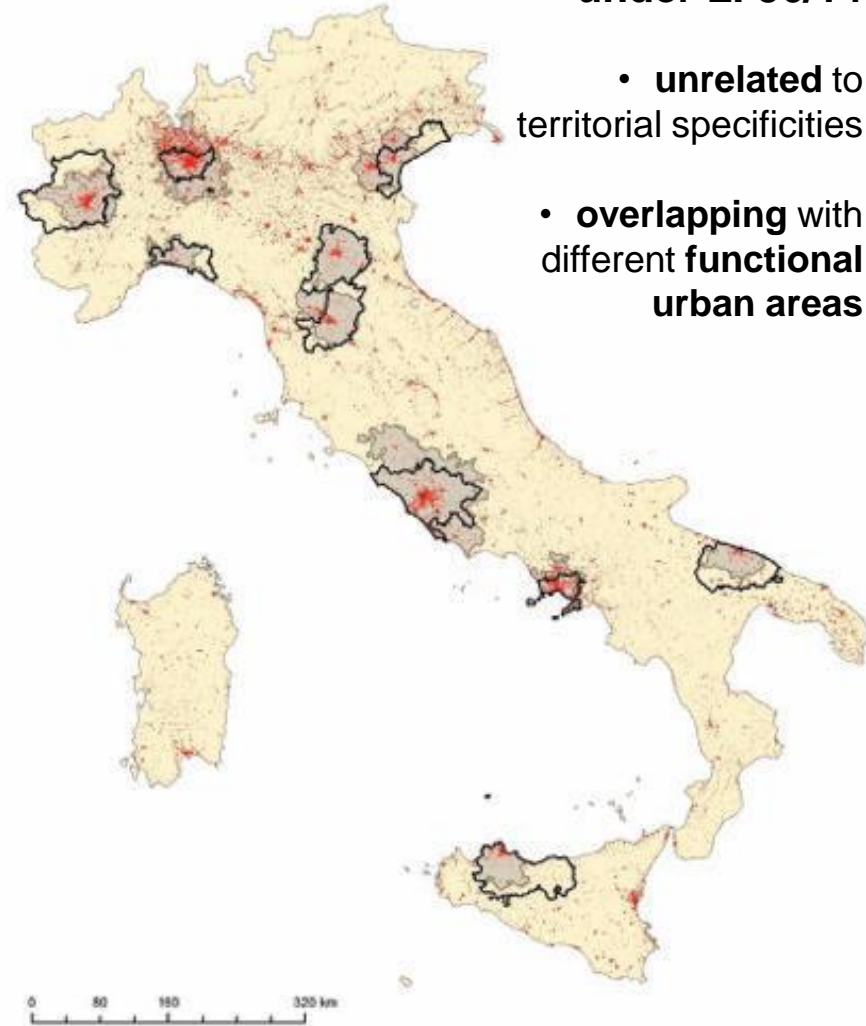 • unrelated to
territorial specificities
• overlapping with
different functional
urban areas
0 80 160 320 km